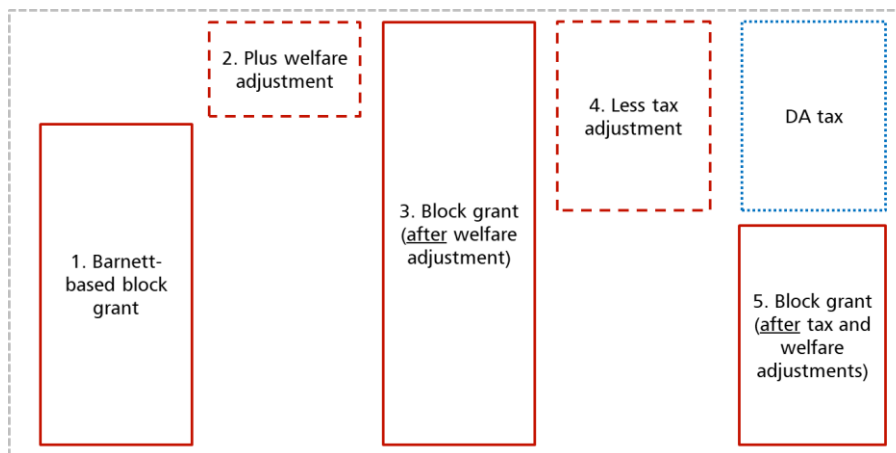 1. Barnett-
based block
grant
2. Plus welfare
adjustment
3. Block grant
(after welfare
adjustment)
4. Less tax
adjustment
DA tax
5. Block grant
(after tax and
welfare
adjustments)